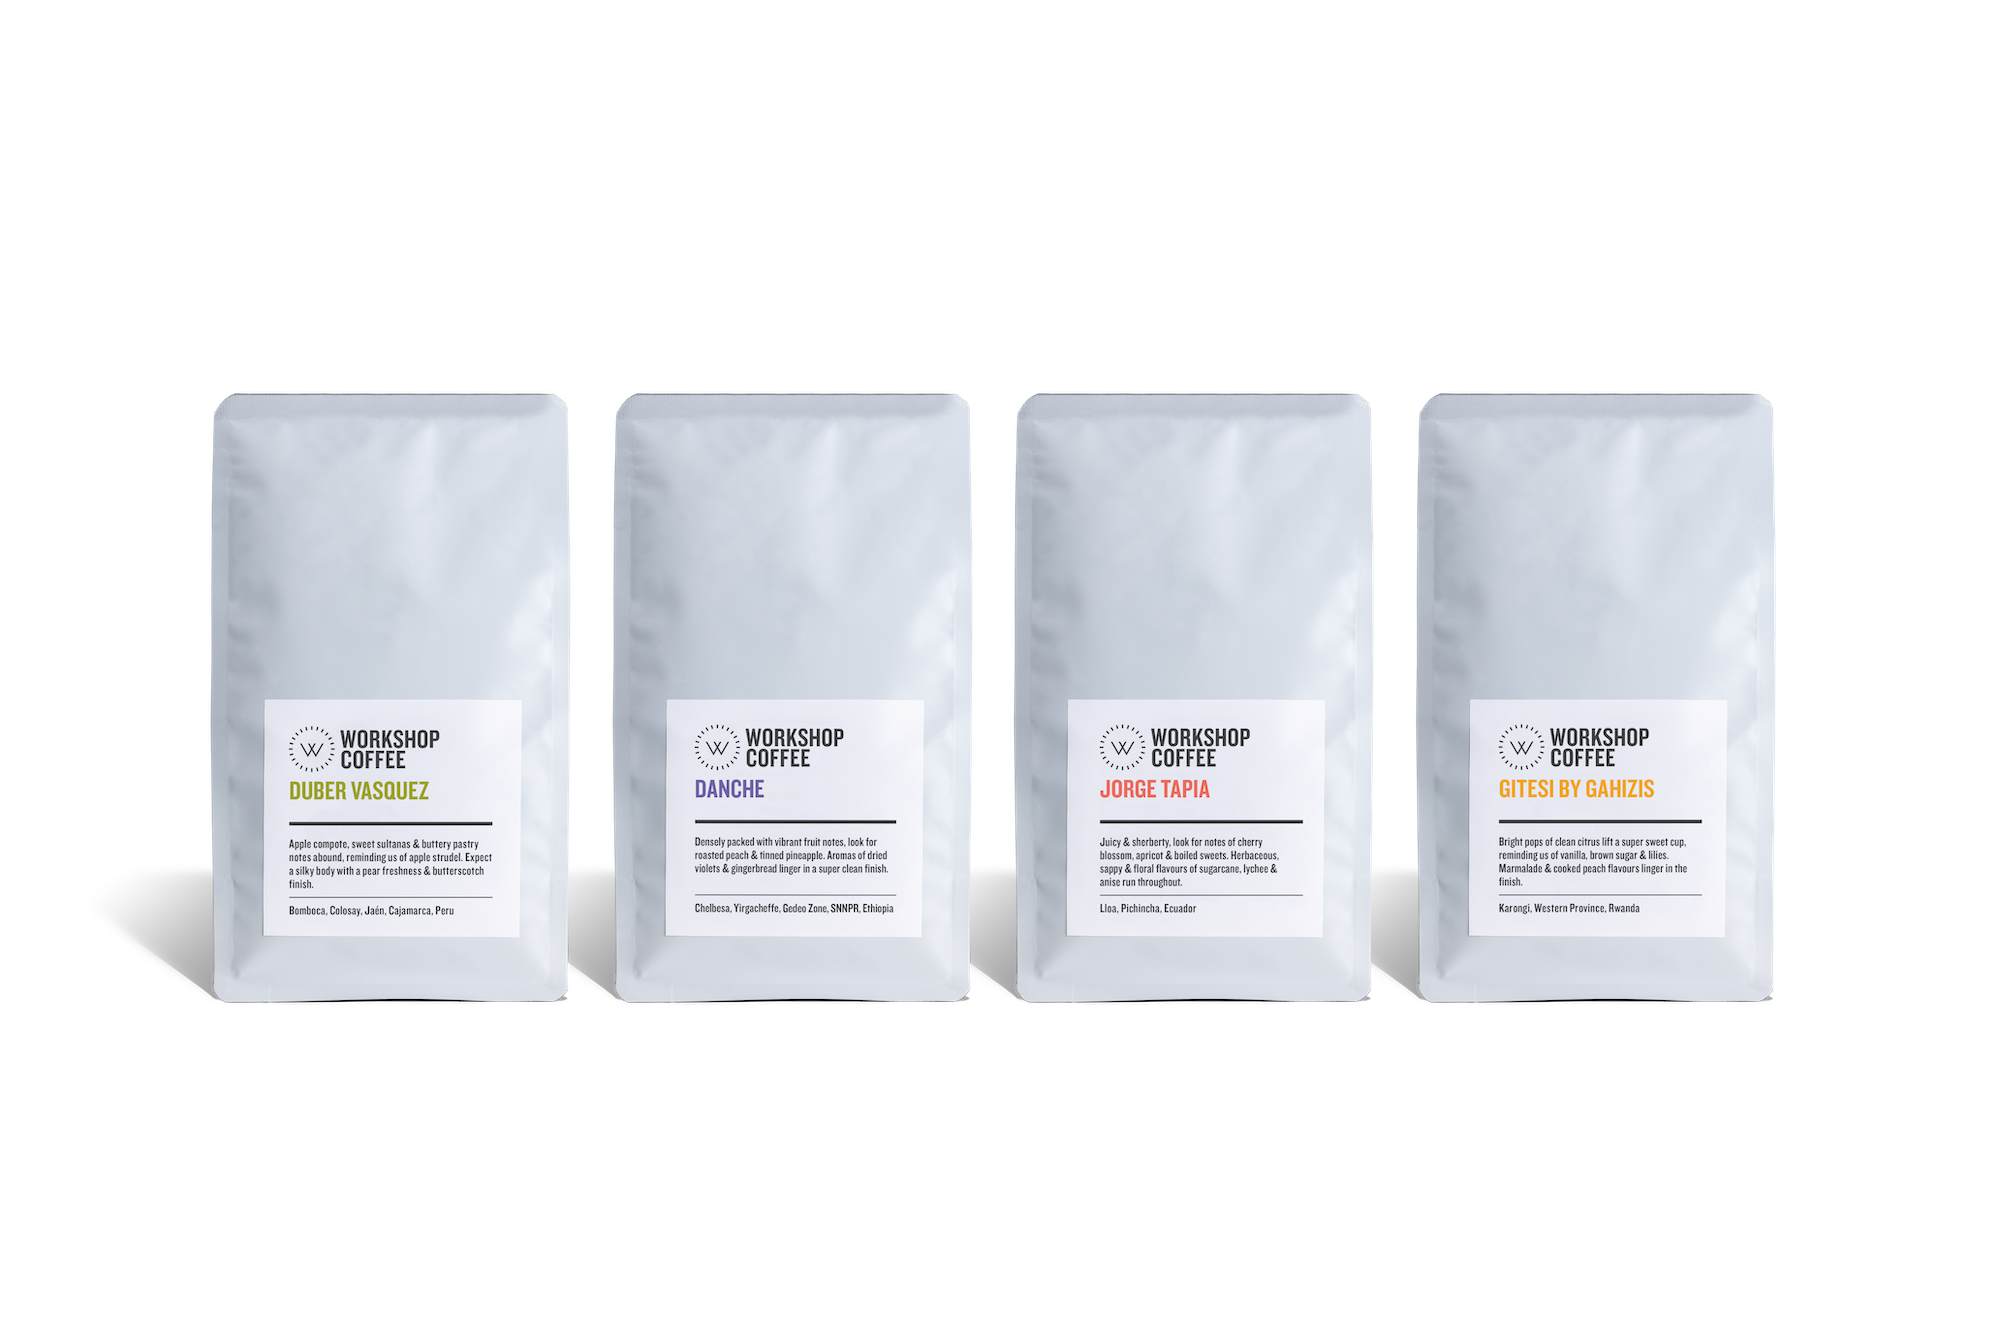 W
WORKSHOP
COFFEE
DUBER VASQUEZ
Apple compote, sweet sultanas & buttery pastry
notes abound, reminding us of apple strudel. Expect
a silky body with a pear freshness & butterscotch
finish.
Bomboca, Colosay, Jaén, Cajamarca, Peru
W
WORKSHOP
COFFEE
DANCHE
Densely packed with vibrant fruit notes, look for
roasted peach & tinned pineapple. Aromas of dried
violets & gingerbread linger in a super clean finish.
Chelbesa, Yirgacheffe, Gedeo Zone, SNNPR, Ethiopia
W
WORKSHOP
COFFEE
JORGE TAPIA
Juicy & sherberty, look for notes of cherry
blossom, apricot & boiled sweets. Herbaceous,
sappy & floral flavours of sugarcane, lychee &
anise run throughout.
Lloa, Pichincha, Ecuador
W
WORKSHOP
COFFEE
GITESI BY GAHIZIS
Bright pops of clean citrus lift a super sweet cup,
reminding us of vanilla, brown sugar & lilies.
Marmalade & cooked peach flavours linger in the
finish.
Karongi, Western Province, Rwanda